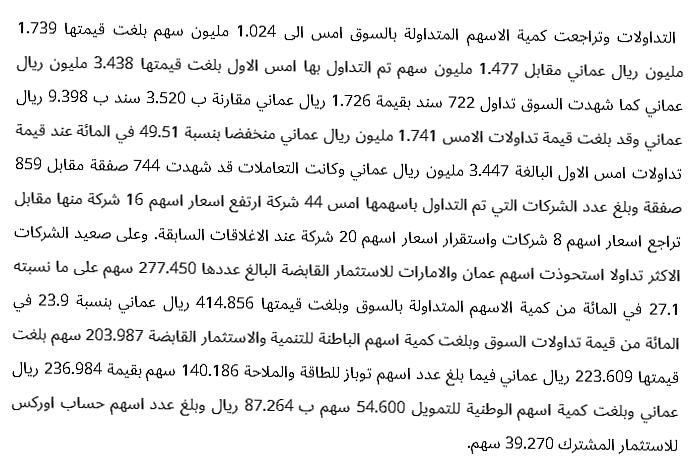 التداولات وتراجعت كمية الاسهم المتداولة بالسوق امس الى 1.024 مليون سهم بلغت قيمتها 1.739
مليون ريال عماني مقابل 1.477 مليون سهم تم التداول بها امس الاول بلغت قيمتها 3.438 مليون ريال
عماني كما شهدت السوق تداول 722 سند بقيمة 1.726 ريال عماني مقارنة ب 3.520 سند ب 9.398 ريال
عماني وقد بلغت قيمة تداولات الامس 1.741 مليون ريال عماني منخفضا بنسبة 49.51 في المائة عند قيمة
تداولات امس الاول البالغة 3.447 مليون ريال عماني وكانت التعاملات قد شهدت 744 صفقة مقابل 859
صفقة وبلغ عدد الشركات التي تم التداول باسهمها امس 44 شركة ارتفع اسعار اسهم 16 شركة منها مقابل
تراجع اسعار اسهم 8 شركات واستقرار اسعار اسهم 20 شركة عند الاغلاقات السابقة. وعلى صعيد الشركات
الاكثر تداولا استحوذت اسهم عمان والامارات للاستثمار القابضة البالغ عددها 277.450 سهم على ما نسبته
27.1 في المائة من كمية الاسهم المتداولة بالسوق وبلغت قيمتها 414.856 ريال عماني بنسبة 23.9 في
المائة من قيمة تداولات السوق وبلغت كمية اسهم الباطنة للتنمية والاستثمار القابضة 203.987 سهم بلغت
قيمتها 223.609 ريال عماني فيما بلغ عدد اسهم توباز للطاقة والملاحة 140.186 سهم بقيمة 236.984 ريال
عماني وبلغت كمية اسهم الوطنية للتمويل 54.600 سهم ب 87.264 ريال وبلغ عدد اسهم حساب اوركس
للاستثمار المشترك 39.270 سهم.